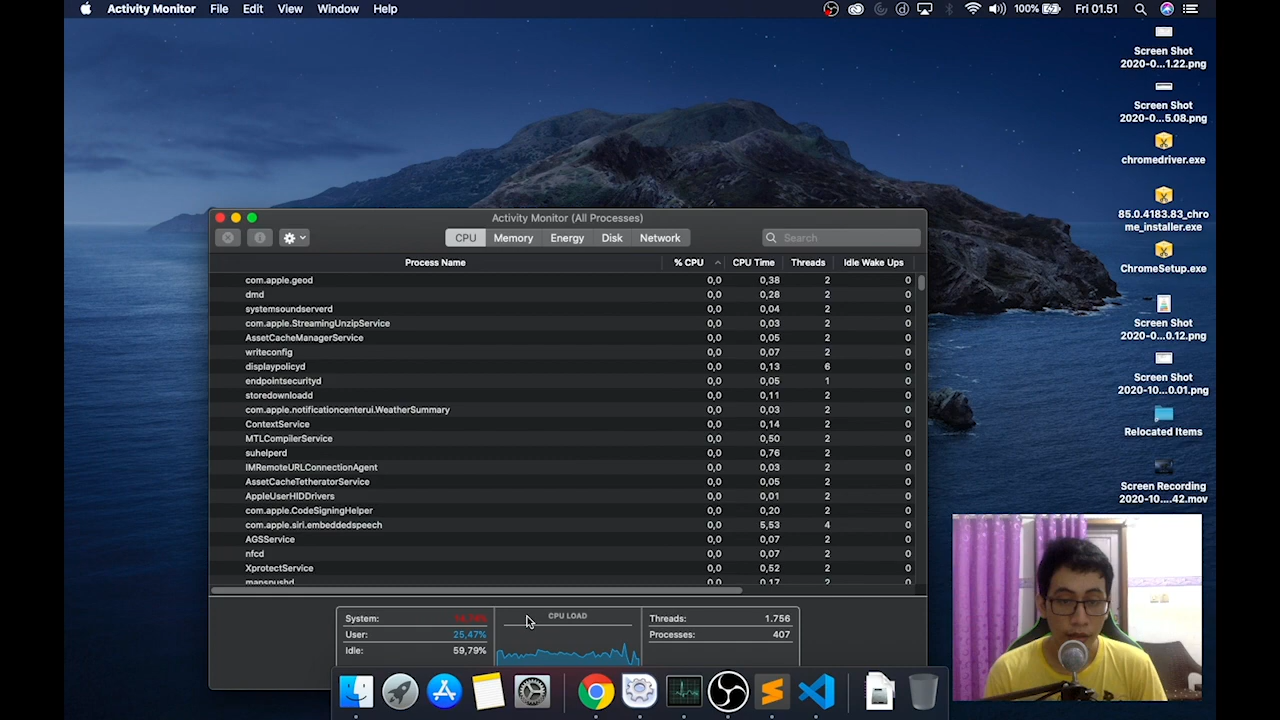 Activity Monitor File Edit View Window Help 100% Fri 01.51
Screen Shot
2020-0...1.22.png
Screen Shot
2020-0...5.08.png
chromedriver.exe
85.0.4183.83_chro
me_installer.exe
ChromeSetup.exe
Screen Shot
2020-0...0.12.png
Screen Shot
2020-10...0.01.png
Relocated Items
Screen Recording
2020-10....42.mov
Activity Monitor (All Processes)
CPU Memory Energy Disk Network Search
Process Name % CPU CPU Time Threads Idle Wake Ups
com.apple.geod 0,0 0,38 2 0
dmd 0,0 0,28 2 0
systemsoundserverd 0,0 0,04 2 0
com.apple.StreamingUnzipService 0,0 0,03 2 0
AssetCacheManagerService 0,0 0,05 2 0
writeconfig 0,0 0,07 2 0
displaypolicyd 0,0 0,13 6 0
endpointsecurityd 0,0 0,05 1 0
storedownloadd 0,0 0,11 2 0
com.apple.notificationcenterui.WeatherSummary 0,0 0,03 2 0
ContextService 0,0 0,14 2 0
MTLCompilerService 0,0 0,50 2 0
suhelperd 0,0 0,76 2 0
IMRemoteURLConnectionAgent 0,0 0,03 2 0
AssetCacheTetheratorService 0,0 0,05 2 0
AppleUserHIDDrivers 0,0 0,01 2 0
com.apple.CodeSigningHelper 0,0 0,20 2 0
com.apple.siri.embeddedspeech 0,0 5,53 4 0
AGSService 0,0 0,07 2 0
nfcd 0,0 0,07 2 0
XprotectService 0,0 0,52 2 0
mapspushd 0,0 0,17 2 0
System:
User: 25,47%
Idle: 59,79%
CPU LOAD
Threads: 1.756
Processes: 407